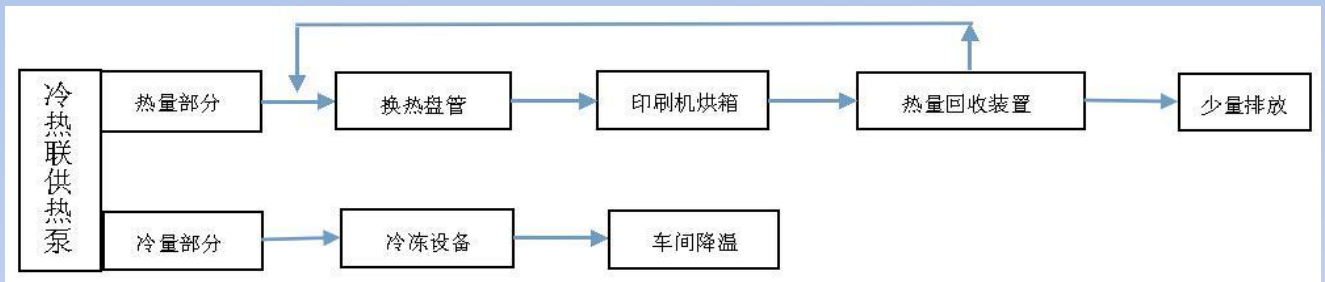 冷热联供热泵
热量部分
换热盘管
印刷机烘箱
热量回收装置
少量排放
冷量部分
冷冻设备
车间降温